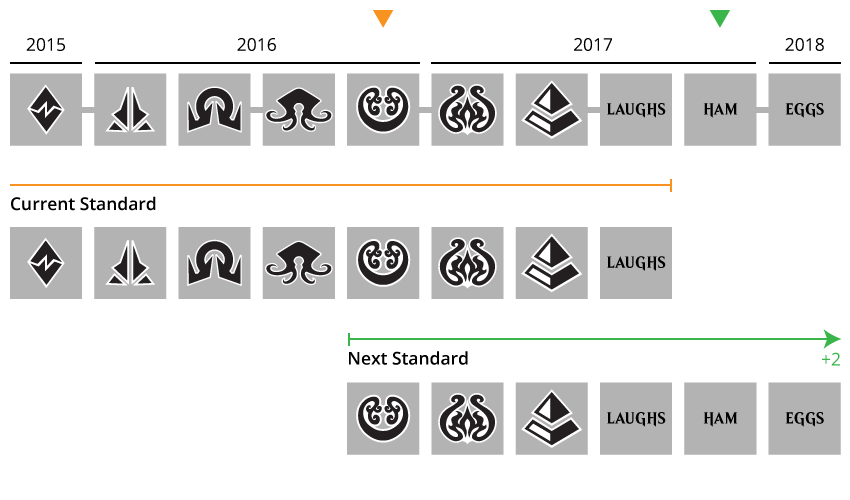 2015 2016 2017 2018
LAUGHS HAM EGGS
Current Standard
LAUGHS
Next Standard
+2
LAUGHS HAM EGGS